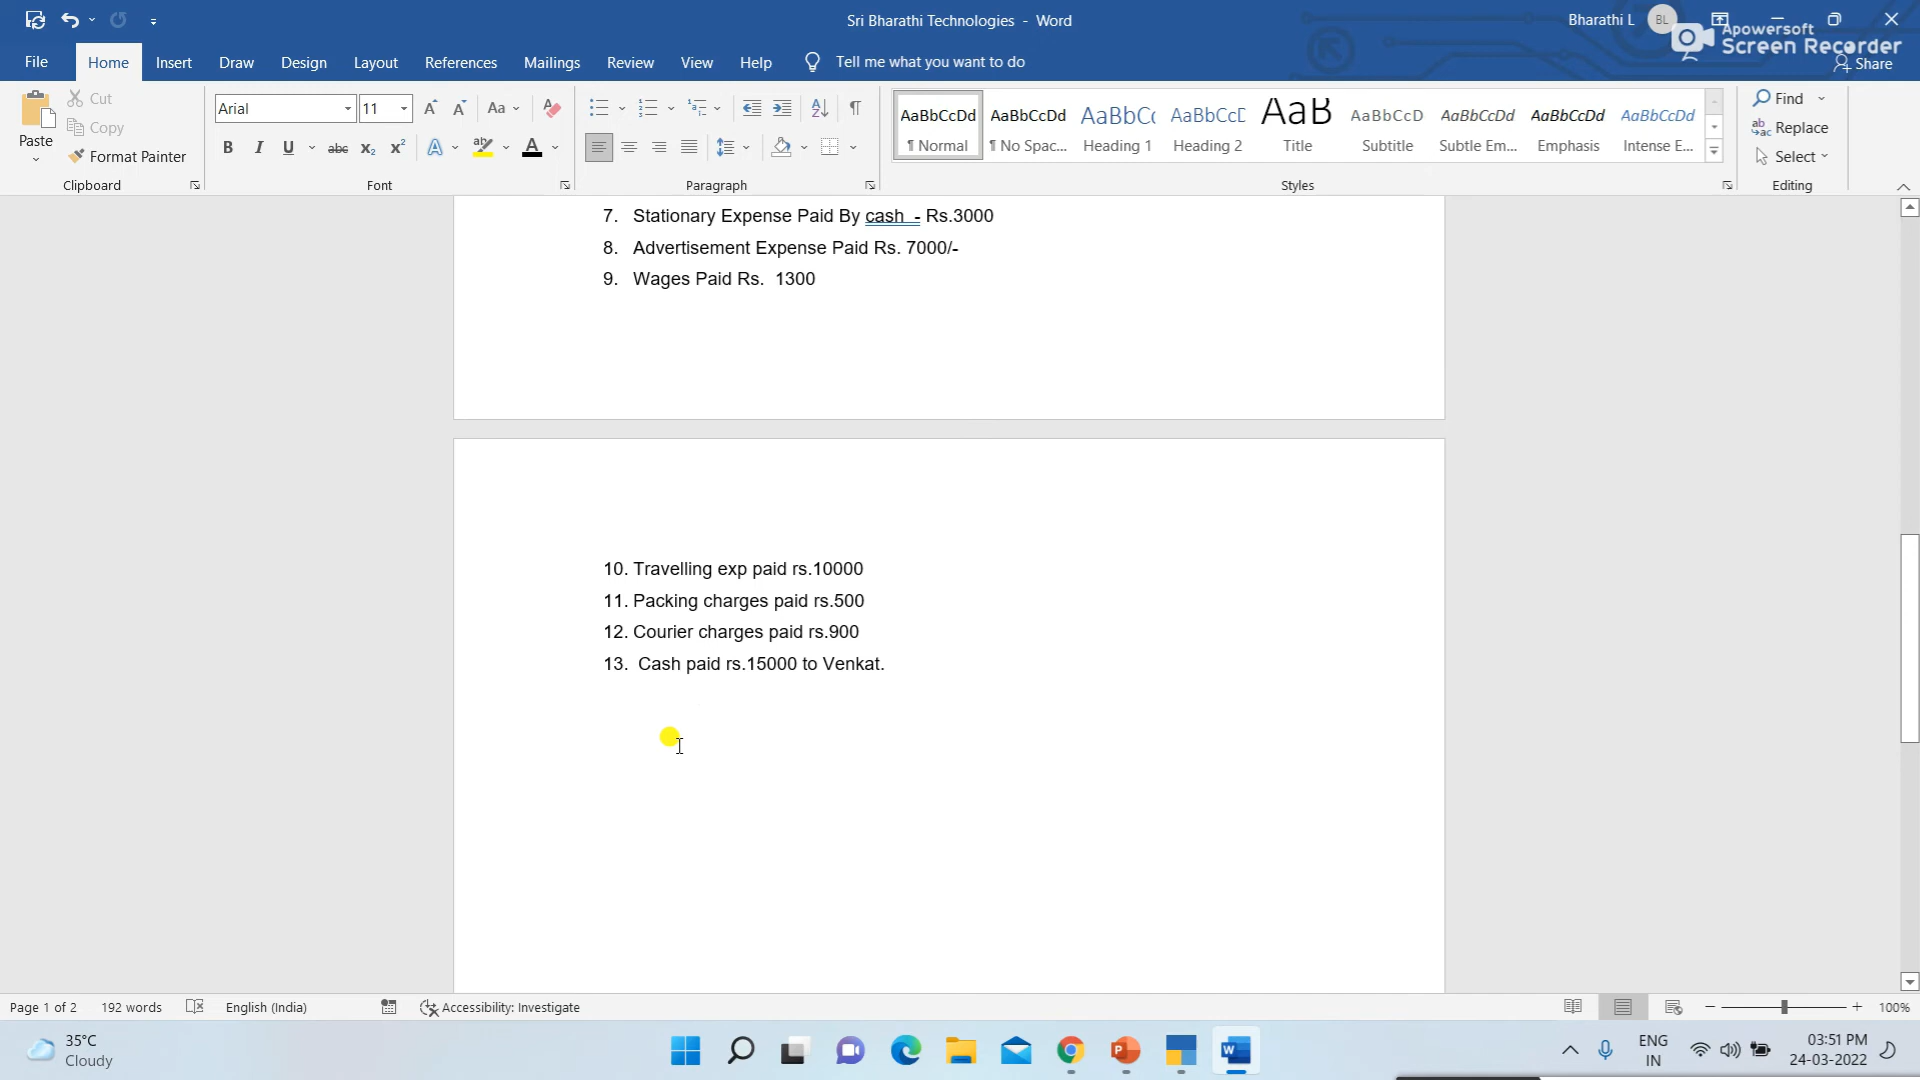 Sri Bharathi Technologies - Word
Bharathi L
BL
Apowersoft
Screen Recorder
File
Home
Insert
Draw
Design
Layout
References
Mailings
Review
View
Help
Tell me what you want to do
Share
Paste
Cut
Copy
Format Painter
Clipboard
Arial
11
Aa
Font
Paragraph
AaBbCcDd
¶ Normal
AaBbCcDd
¶ No Spac...
AaBbCc
Heading 1
AaBbCcD
Heading 2
AaB
Title
AaBbCcD
Subtitle
AaBbCcDd
Subtle Em...
AaBbCcDd
Emphasis
AaBbCcDd
Intense E...
Styles
Find
Replace
Select
Editing
7. Stationary Expense Paid By cash - Rs.3000
8. Advertisement Expense Paid Rs. 7000/-
9. Wages Paid Rs. 1300
10. Travelling exp paid rs.10000
11. Packing charges paid rs.500
12. Courier charges paid rs.900
13. Cash paid rs.15000 to Venkat.
Page 1 of 2
192 words
English (India)
Accessibility: Investigate
100%
35°C
Cloudy
ENG
IN
03:51 PM
24-03-2022